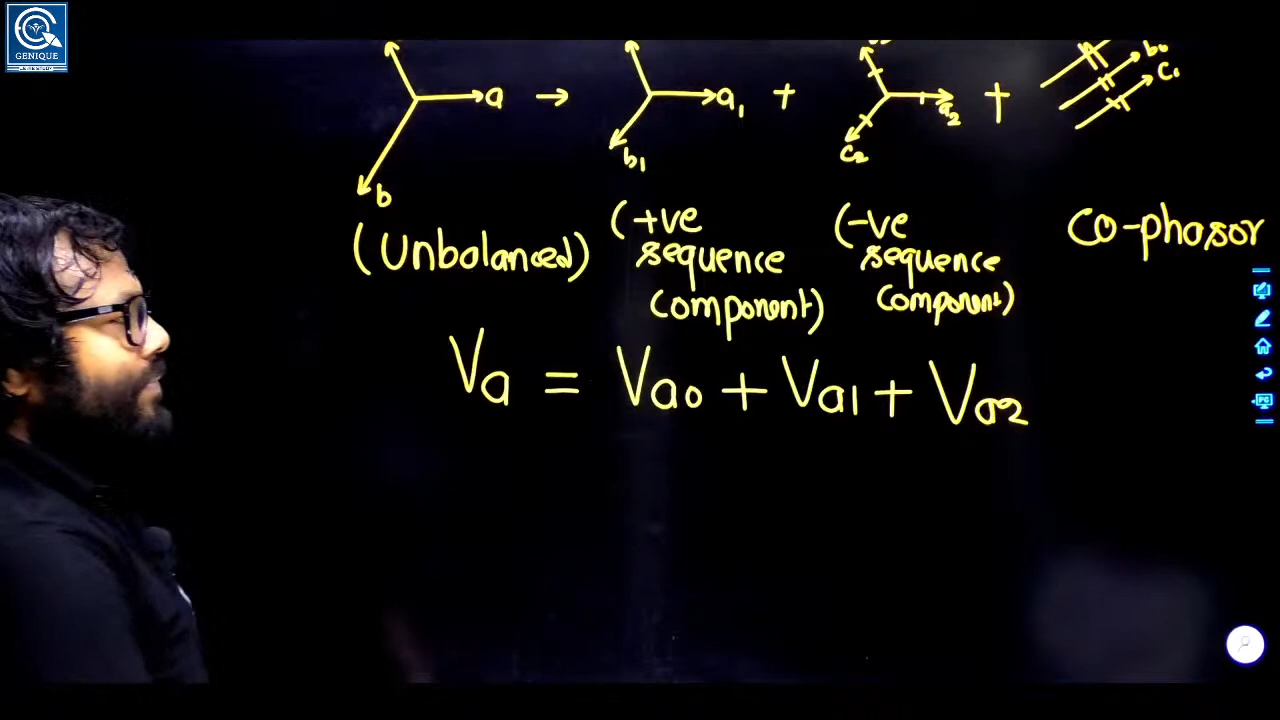 GENIQUE
a → a₁ + a₂ + b₀
C₁
b b₁ C₂
(Unbalanced) (+ve sequence component) (-ve sequence component) Co-phasor
Va = Va0 + Va1 + Va2
PC